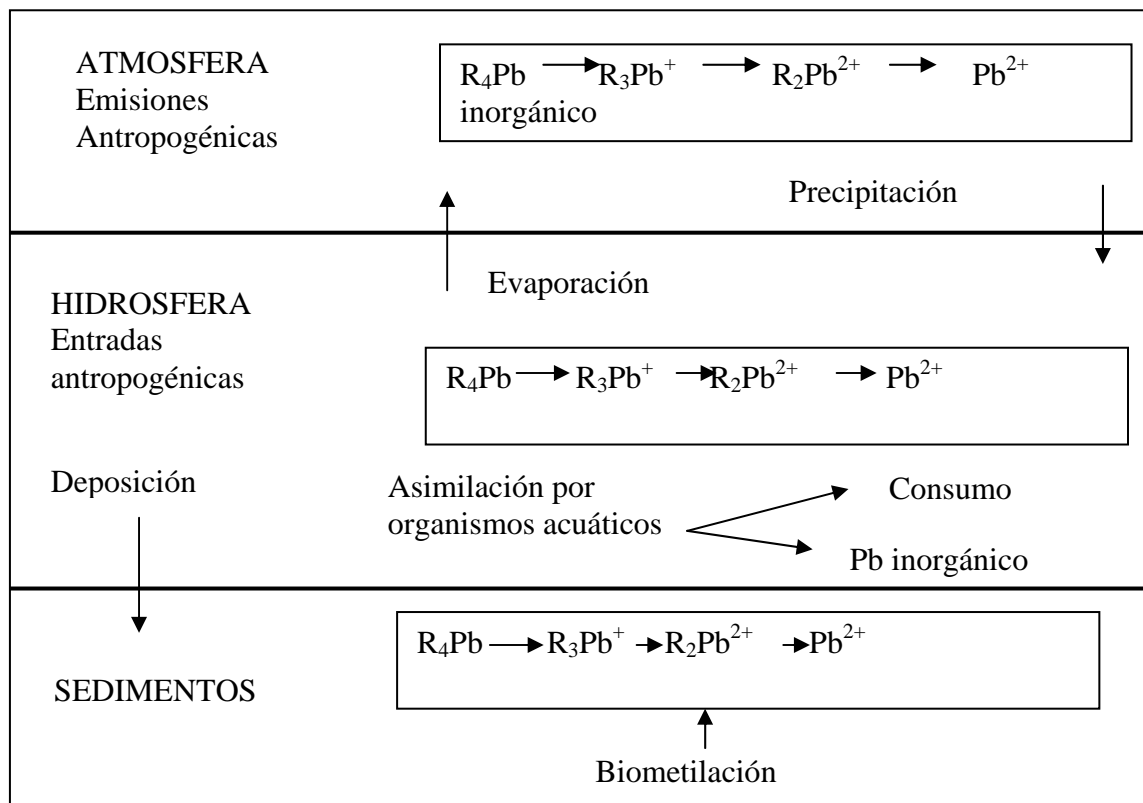 ATMOSFERA
Emisiones
Antropogénicas
R₄Pb → R₃Pb⁺ → R₂Pb²⁺ → Pb²⁺
inorgánico
Precipitación
Evaporación
HIDROSFERA
Entradas
antropogénicas
R₄Pb → R₃Pb⁺ → R₂Pb²⁺ → Pb²⁺
Deposición
Asimilación por
organismos acuáticos
Consumo
Pb inorgánico
SEDIMENTOS
R₄Pb → R₃Pb⁺ → R₂Pb²⁺ → Pb²⁺
Biometilación